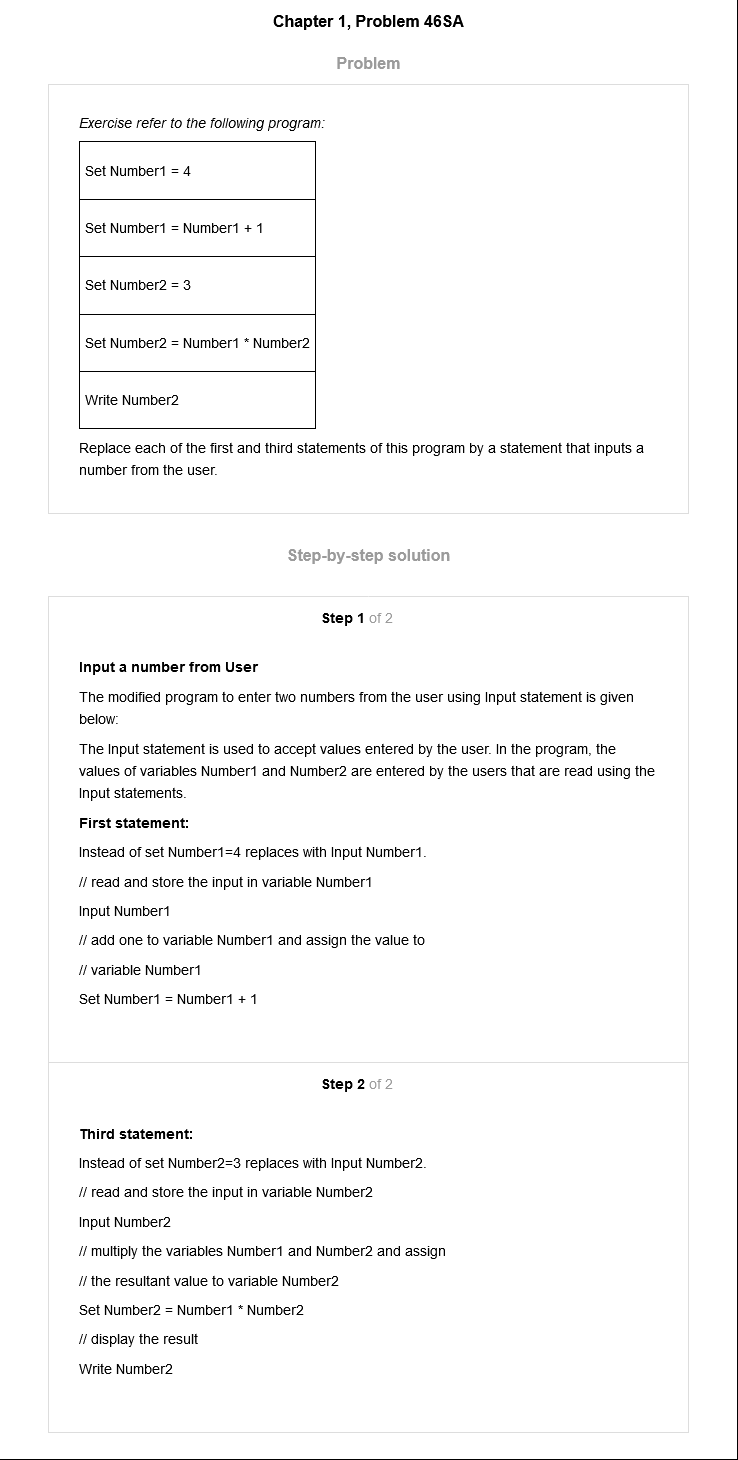 Chapter 1, Problem 46SA
Problem
Exercise refer to the following program:
Set Number1 = 4
Set Number1 = Number1 + 1
Set Number2 = 3
Set Number2 = Number1 * Number2
Write Number2
Replace each of the first and third statements of this program by a statement that inputs a
number from the user.
Step-by-step solution
Step 1 of 2
Input a number from User
The modified program to enter two numbers from the user using Input statement is given
below:
The Input statement is used to accept values entered by the user. In the program, the
values of variables Number1 and Number2 are entered by the users that are read using the
Input statements.
First statement:
Instead of set Number1=4 replaces with Input Number1.
// read and store the input in variable Number1
Input Number1
// add one to variable Number1 and assign the value to
// variable Number1
Set Number1 = Number1 + 1
Step 2 of 2
Third statement:
Instead of set Number2=3 replaces with Input Number2.
// read and store the input in variable Number2
Input Number2
// multiply the variables Number1 and Number2 and assign
// the resultant value to variable Number2
Set Number2 = Number1 * Number2
// display the result
Write Number2